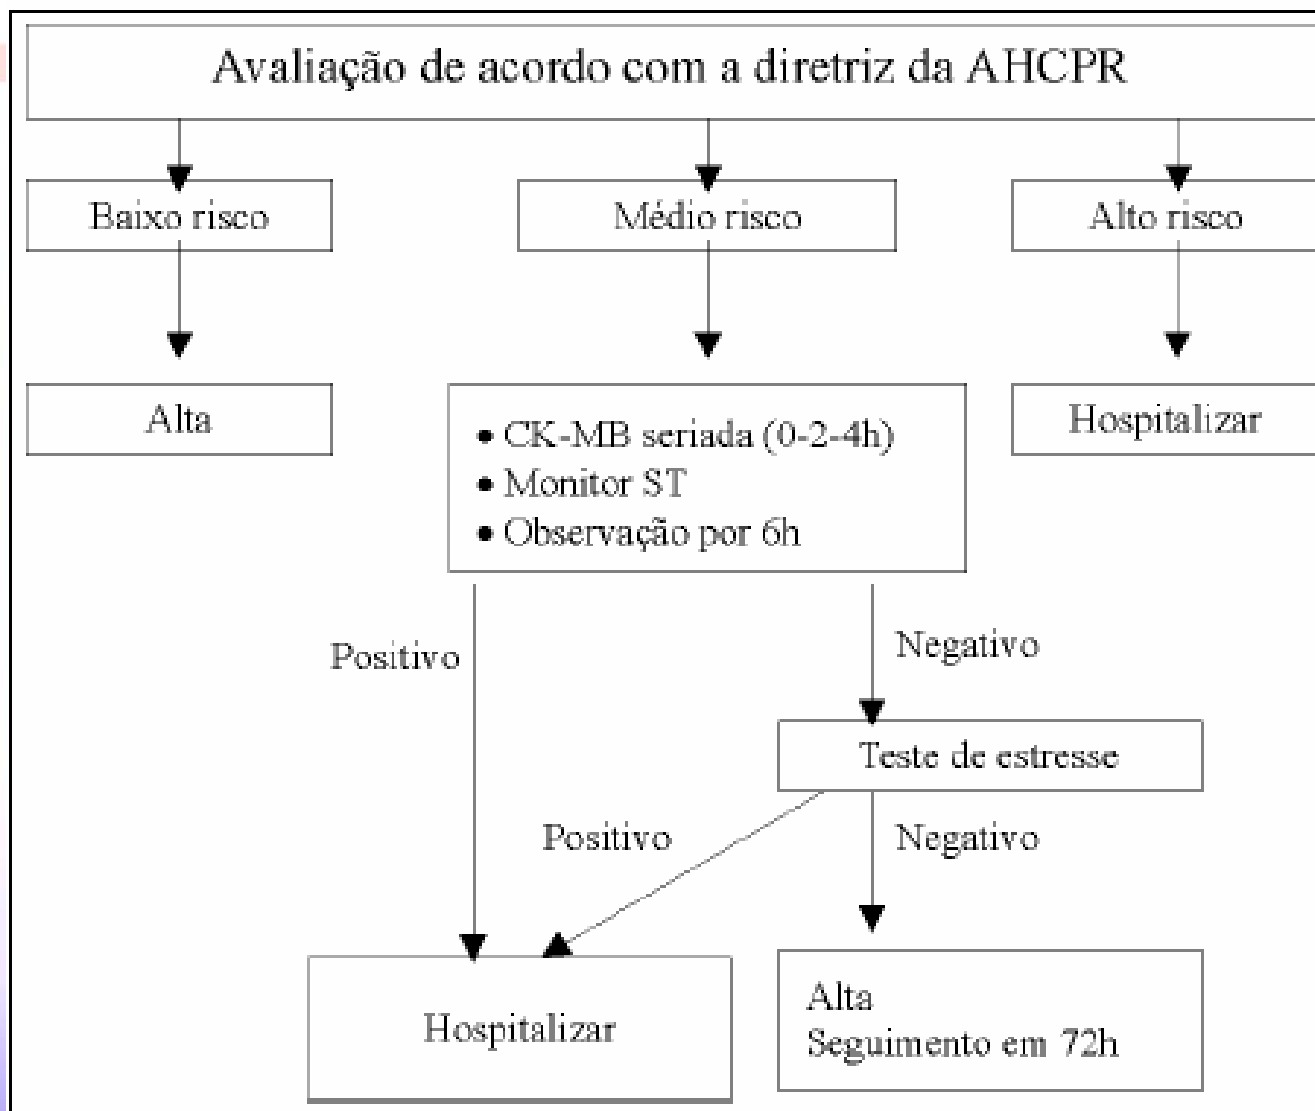 Avaliação de acordo com a diretriz da AHCPR
Baixo risco
Médio risco
Alto risco
Alta
• CK-MB seriada (0-2-4h)
• Monitor ST
• Observação por 6h
Hospitalizar
Positivo
Negativo
Teste de estresse
Positivo
Negativo
Hospitalizar
Alta
Seguimento em 72h